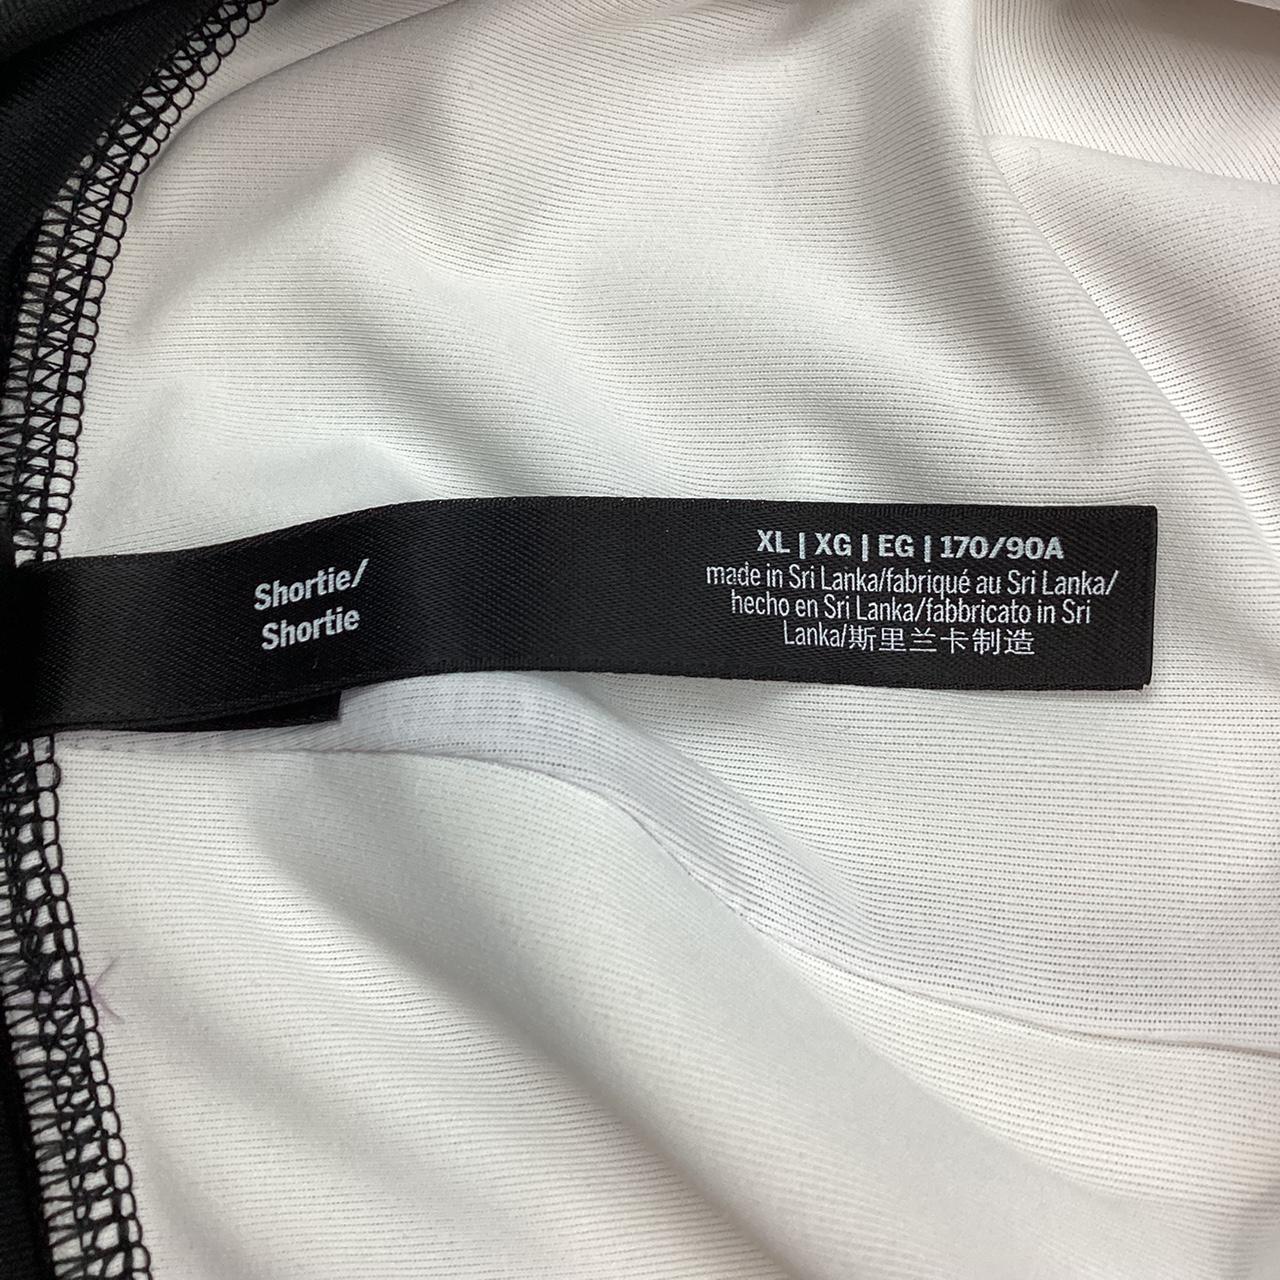 Shortie/
Shortie
XL | XG | EG | 170/90A
made in Sri Lanka/fabriqué au Sri Lanka/
hecho en Sri Lanka/fabbricato in Sri
Lanka/斯里兰卡制造